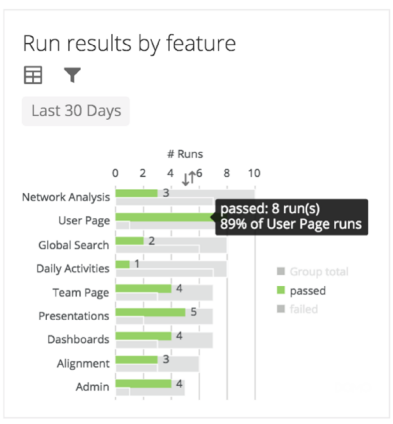 Run results by feature
Last 30 Days
# Runs
0 2 4 6 8 10
Network Analysis 3
User Page
passed: 8 run(s)
89% of User Page runs
Global Search 2
Daily Activities 1
Group total
Team Page 4
passed
Presentations 5
failed
Dashboards 4
Alignment 3
Admin 4